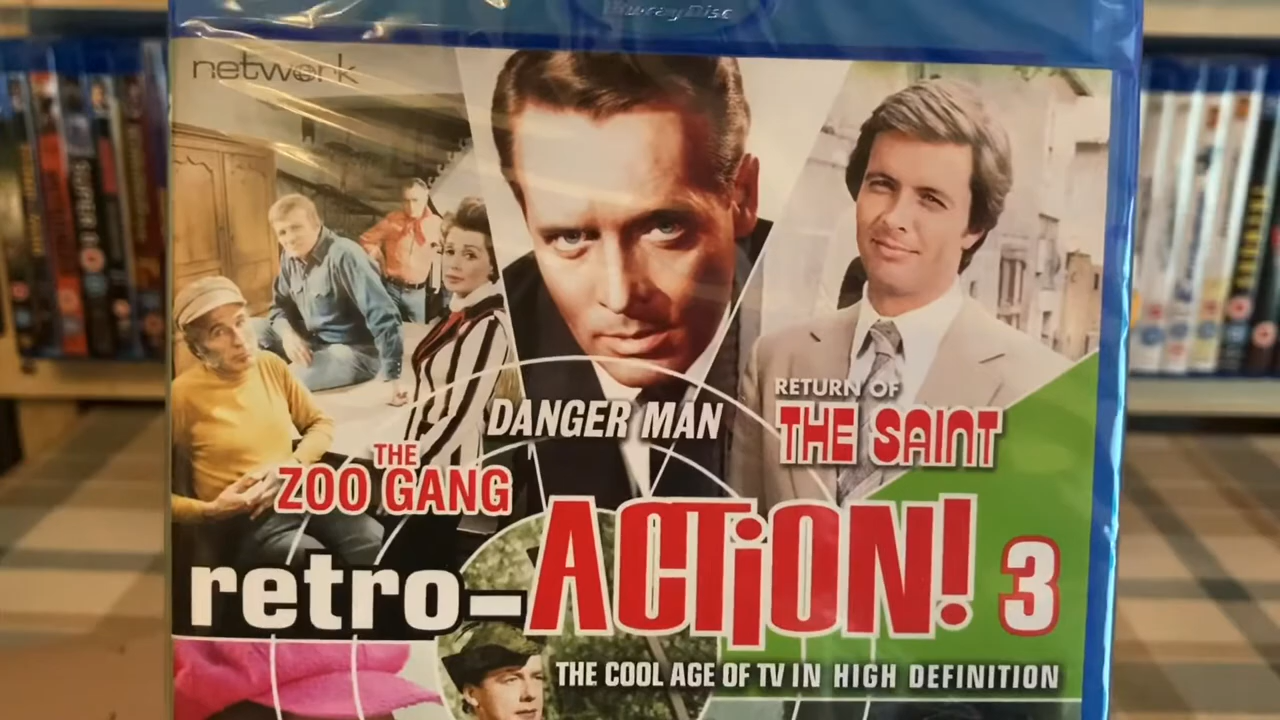 Blu-ray Disc
network
DANGER MAN
RETURN OF
THE SAINT
THE
ZOO GANG
retro-ACTION! 3
THE COOL AGE OF TV IN HIGH DEFINITION